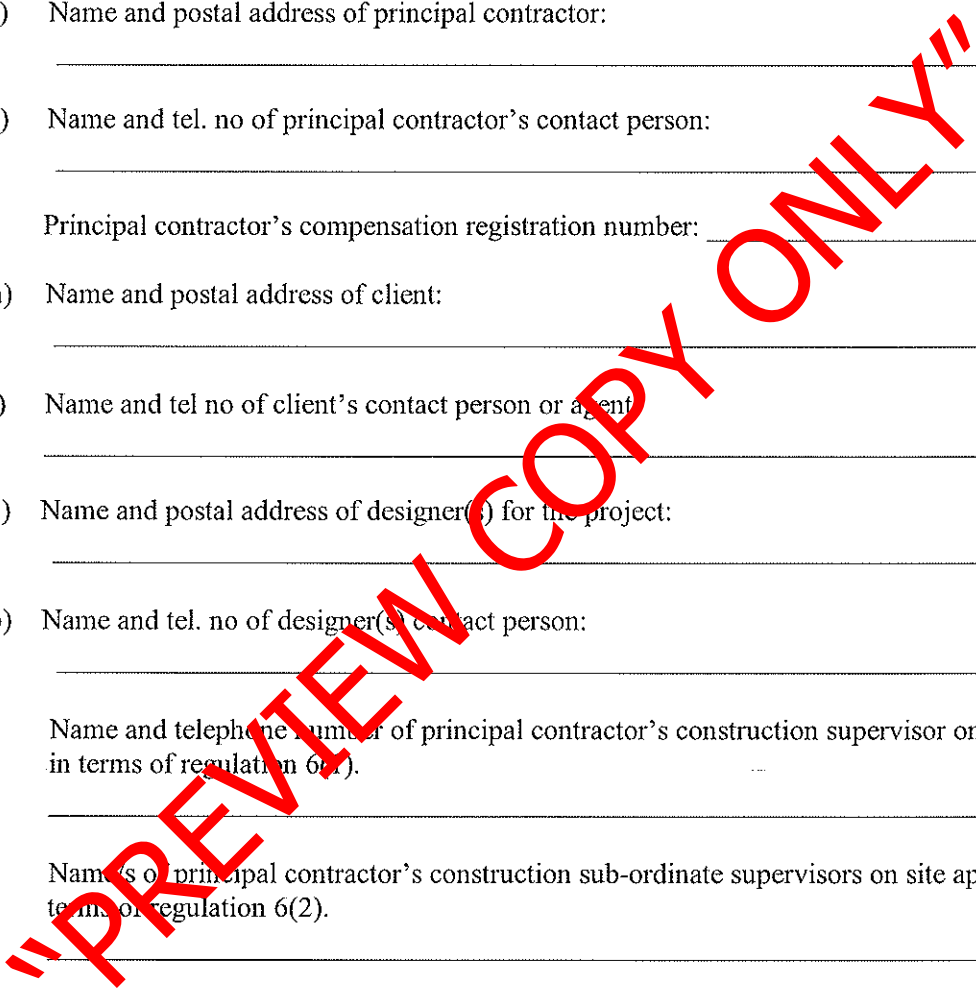 ) Name and postal address of principal contractor:
) Name and tel. no of principal contractor's contact person:
Principal contractor's compensation registration number:
) Name and postal address of client:
) Name and tel no of client's contact person or agent
) Name and postal address of designer(s) for the project:
) Name and tel. no of designer(s) contact person:
Name and telephone number of principal contractor's construction supervisor on
in terms of regulation 6(1).
Name/s of principal contractor's construction sub-ordinate supervisors on site ap
terms of regulation 6(2).
"PREVIEW COPY ONLY"